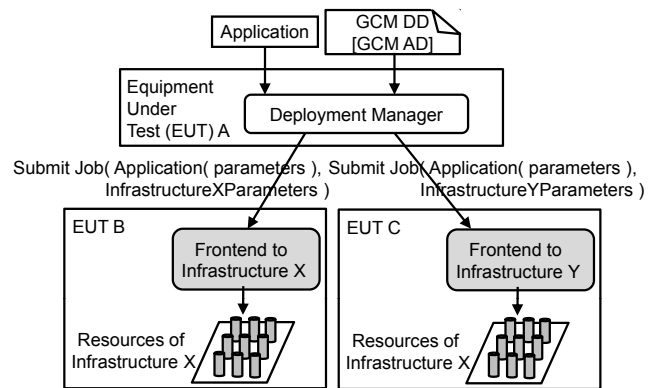 Application
GCM DD
[GCM AD]
Equipment
Under
Test (EUT) A
Deployment Manager
Submit Job( Application( parameters ),
InfrastructureXParameters )
Submit Job( Application( parameters ),
InfrastructureYParameters )
EUT B
Frontend to
Infrastructure X
Resources of
Infrastructure X
EUT C
Frontend to
Infrastructure Y
Resources of
Infrastructure X